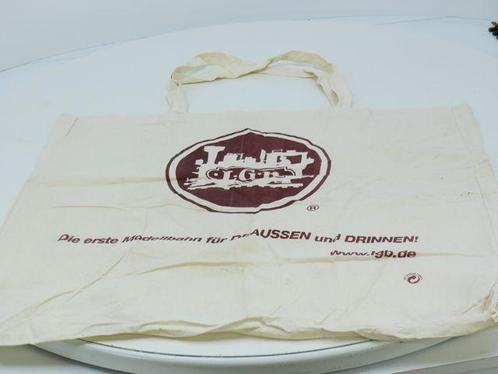 LGB
®
Die erste Modellbahn für DRAUSSEN und DRINNEN!
www.lgb.de